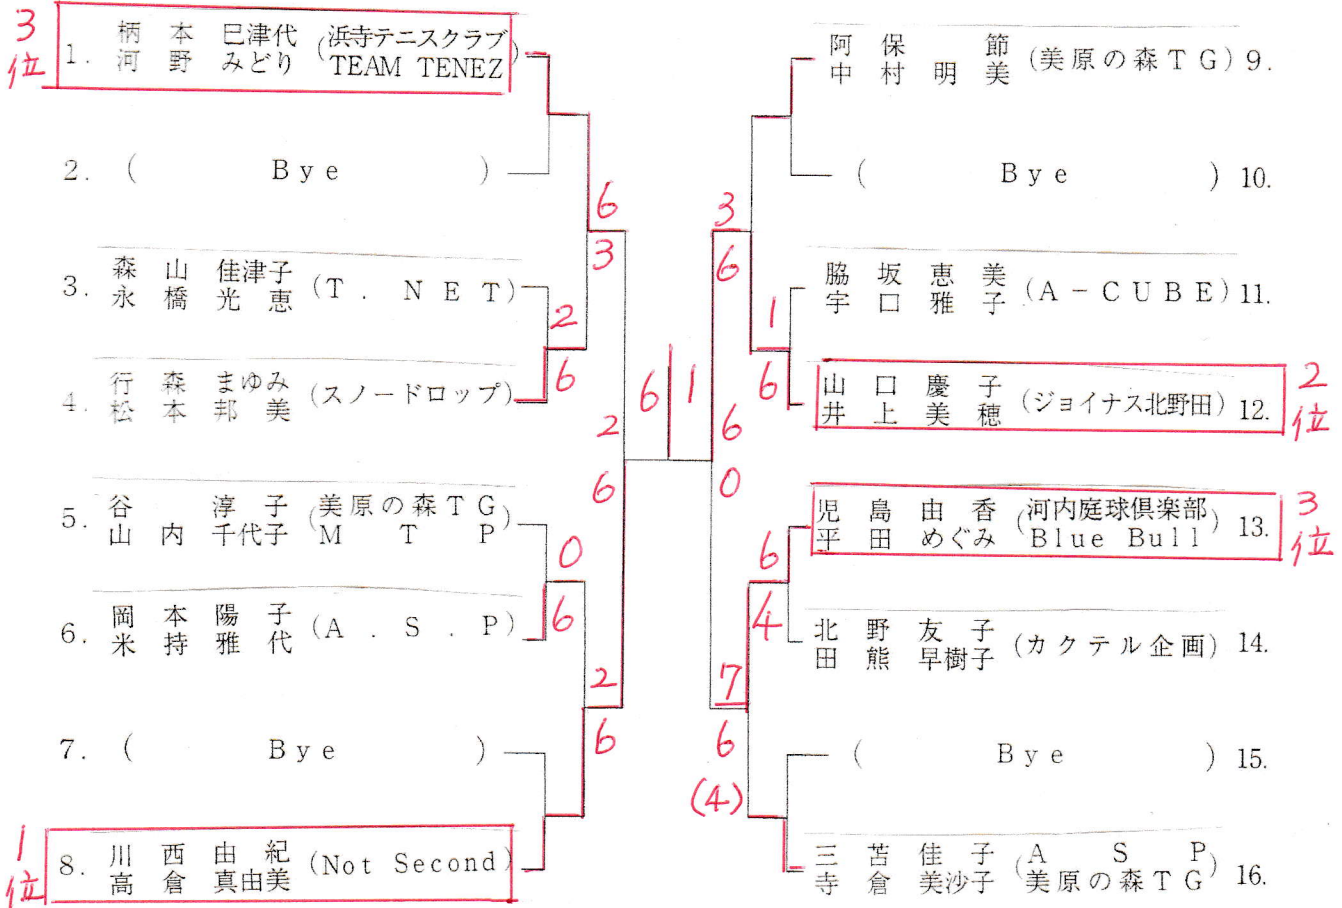 3位
1. 柄本 巳津代 (浜寺テニスクラブ)
河野 みどり TEAM TENEZ
2. ( Bye )
6
3
3. 森山 佳津子 (T.NET)
永橋 光恵
2
6
4. 行森 まゆみ (スノードロップ)
松本 邦美
2
6
5. 谷 淳子 (美原の森TG)
山内 千代子 MTP
0
6
6. 岡本 陽子 (A.S.P)
米持 雅代
2
6
7. ( Bye )
1位
8. 川西 由紀 (Not Second)
高倉 真由美
6 1
阿保 節 (美原の森TG) 9.
中村 明美
( Bye ) 10.
3
6
脇坂 恵美 (A-CUBE) 11.
宇口 雅子
1
6
山口 慶子 (ジョイナス北野田) 12.
井上 美穂
2位
6
0
児島 由香 (河内庭球倶楽部) 13.
平田 めぐみ Blue Bull
3位
6
4
北野 友子 (カクテル企画) 14.
田熊 早樹子
7
6
(4)
( Bye ) 15.
三苫 佳子 (ASP) 16.
寺倉 美沙子 美原の森TG